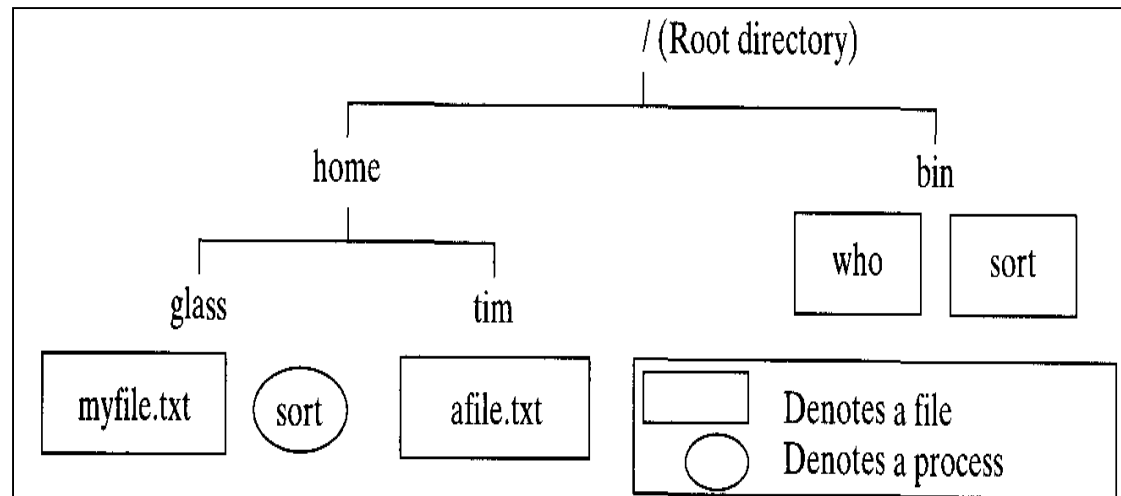 / (Root directory)
home
bin
who
sort
glass
tim
myfile.txt
sort
afile.txt
Denotes a file
Denotes a process